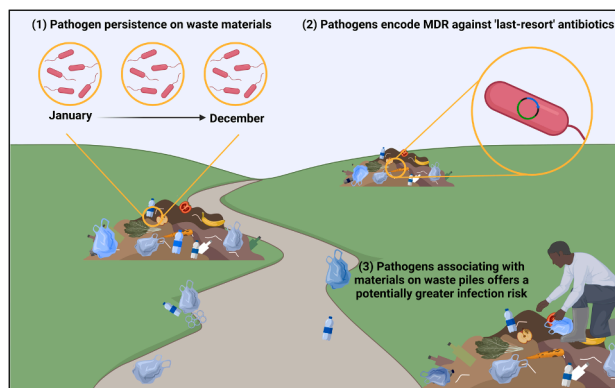 (1) Pathogen persistence on waste materials
(2) Pathogens encode MDR against 'last-resort' antibiotics
January
December
(3) Pathogens associating with
materials on waste piles offers a
potentially greater infection risk